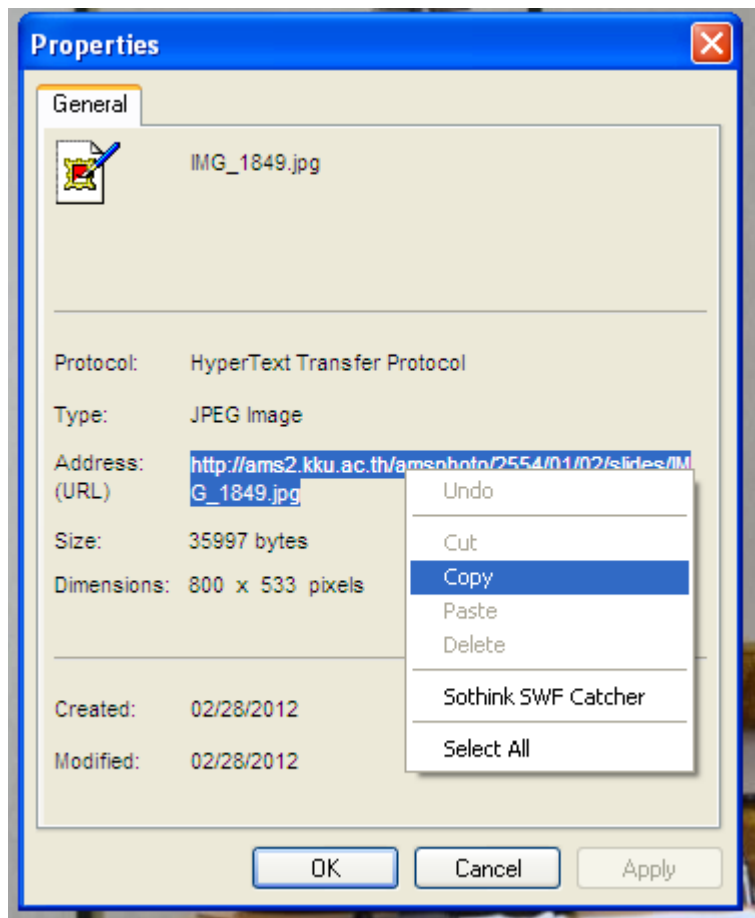 Properties
General
IMG_1849.jpg
Protocol: HyperText Transfer Protocol
Type: JPEG Image
Address: http://ams2.kku.ac.th/amsphoto/2554/01/02/slides/IM
(URL) G_1849.jpg
Undo
Size: 35997 bytes
Cut
Dimensions: 800 x 533 pixels
Copy
Paste
Delete
Sothink SWF Catcher
Created: 02/28/2012
Select All
Modified: 02/28/2012
OK Cancel Apply